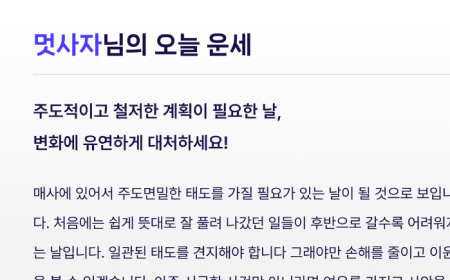 멋사자님의 오늘 운세
주도적이고 철저한 계획이 필요한 날,
변화에 유연하게 대처하세요!
매사에 있어서 주도면밀한 태도를 가질 필요가 있는 날이 될 것으로 보입니
다. 처음에는 쉽게 뜻대로 잘 풀려 나갔던 일들이 후반으로 갈수록 어려워지
는 날입니다. 일관된 태도를 견지해야 합니다 그래야만 손해를 줄이고 이윤